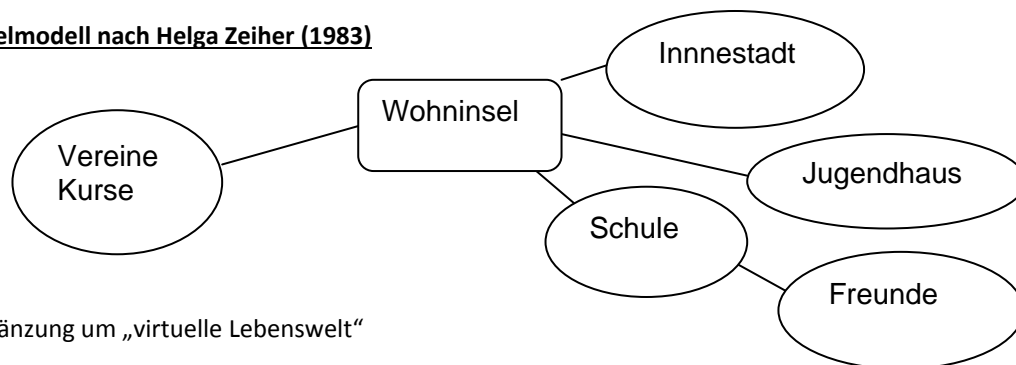 elmodell nach Helga Zeiher (1983)
Innnestadt
Wohninsel
Vereine
Kurse
Jugendhaus
Schule
Freunde
änzung um „virtuelle Lebenswelt“